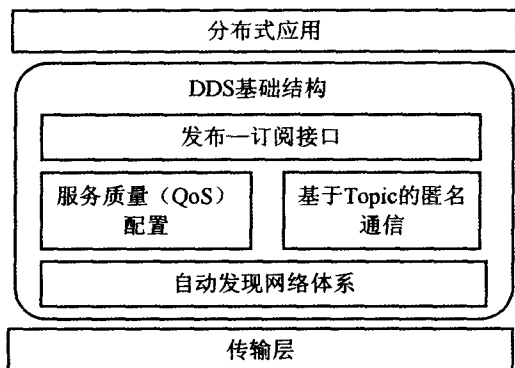 分布式应用
DDS基础结构
发布—订阅接口
服务质量（QoS）
配置
基于Topic的匿名
通信
自动发现网络体系
传输层